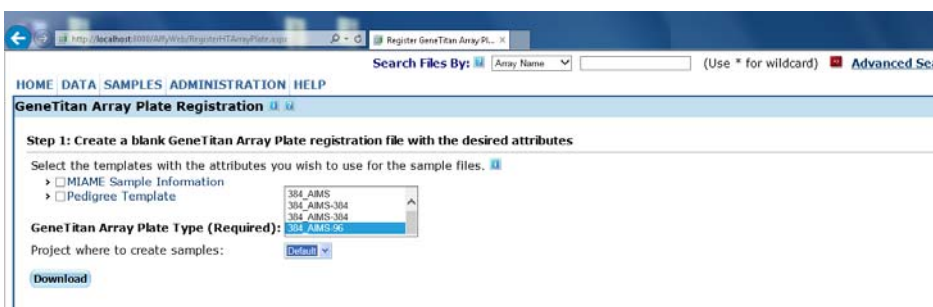 http://localhost:8080/AffyWeb/RegisterHTArrayPlate.aspx
Register GeneTitan Array Pl...
Search Files By: Array Name (Use * for wildcard) Advanced Sea
HOME DATA SAMPLES ADMINISTRATION HELP
GeneTitan Array Plate Registration
Step 1: Create a blank GeneTitan Array Plate registration file with the desired attributes
Select the templates with the attributes you wish to use for the sample files.
MIAME Sample Information
Pedigree Template
384_AIMS
384_AIMS-384
384_AIMS-384
GeneTitan Array Plate Type (Required): 384_AIMS-96
Project where to create samples: Default
Download